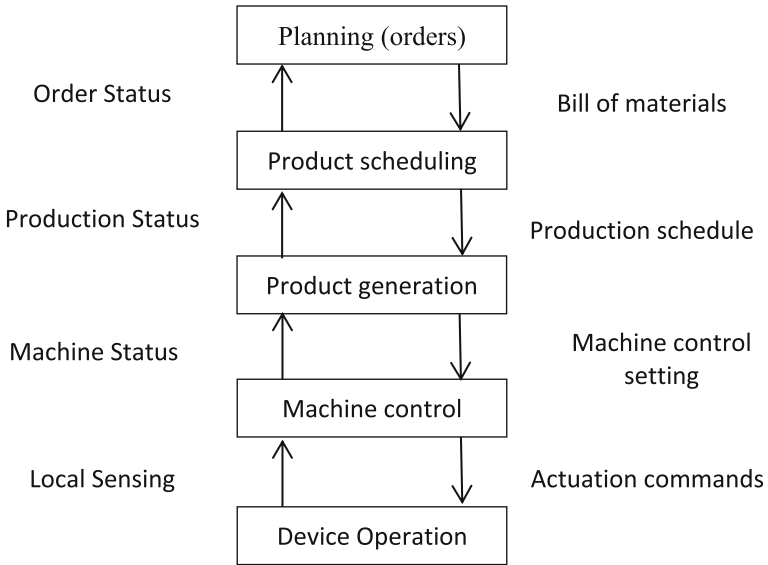 Planning (orders)
Order Status
Bill of materials
Product scheduling
Production Status
Production schedule
Product generation
Machine Status
Machine control
setting
Machine control
Local Sensing
Actuation commands
Device Operation